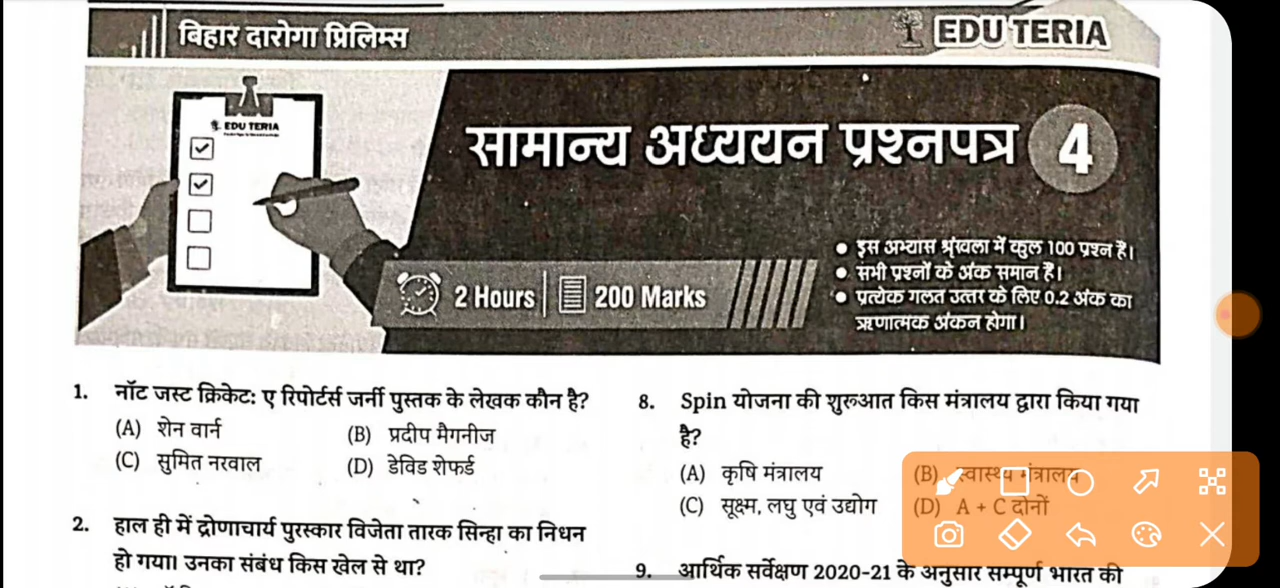 बिहार दारोगा प्रिलिम्स
EDU TERIA
EDU TERIA
सामान्य अध्ययन प्रश्नपत्र 4
2 Hours
200 Marks
• इस अभ्यास श्रृंखला में कुल 100 प्रश्न हैं।
• सभी प्रश्नों के अंक समान हैं।
• प्रत्येक गलत उत्तर के लिए 0.2 अंक का
ऋणात्मक अंकन होगा।
1. नॉट जस्ट क्रिकेट: ए रिपोर्टर्स जर्नी पुस्तक के लेखक कौन है?
(A) शेन वार्न (B) प्रदीप मैगनीज
(C) सुमित नरवाल (D) डेविड शेफर्ड
2. हाल ही में द्रोणाचार्य पुरस्कार विजेता तारक सिन्हा का निधन
हो गया। उनका संबंध किस खेल से था?
8. Spin योजना की शुरूआत किस मंत्रालय द्वारा किया गया
है?
(A) कृषि मंत्रालय (B) स्वास्थ्य मंत्रालय
(C) सूक्ष्म, लघु एवं उद्योग (D) A + C दोनों
9. आर्थिक सर्वेक्षण 2020-21 के अनुसार सम्पूर्ण भारत की